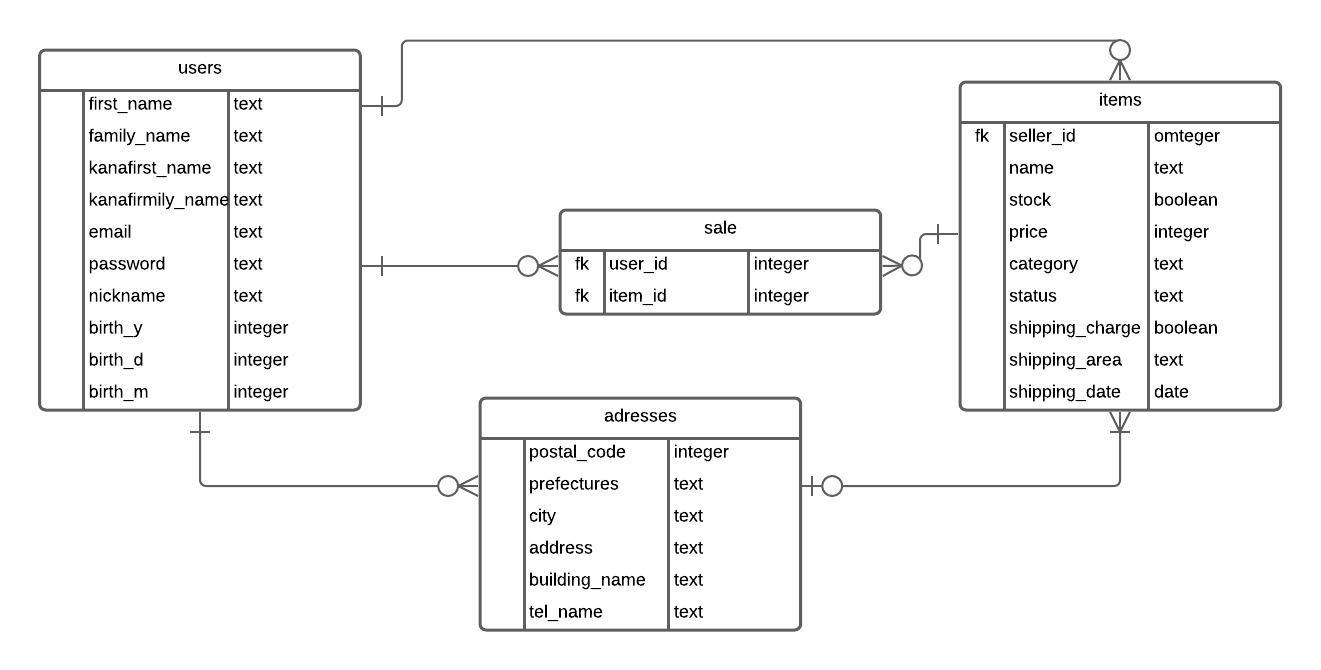 users
first_name text
family_name text
kanafirst_name text
kanafirmily_name text
email text
password text
nickname text
birth_y integer
birth_d integer
birth_m integer
items
fk seller_id omteger
name text
stock boolean
price integer
category text
status text
shipping_charge boolean
shipping_area text
shipping_date date
sale
fk user_id integer
fk item_id integer
adresses
postal_code integer
prefectures text
city text
address text
building_name text
tel_name text